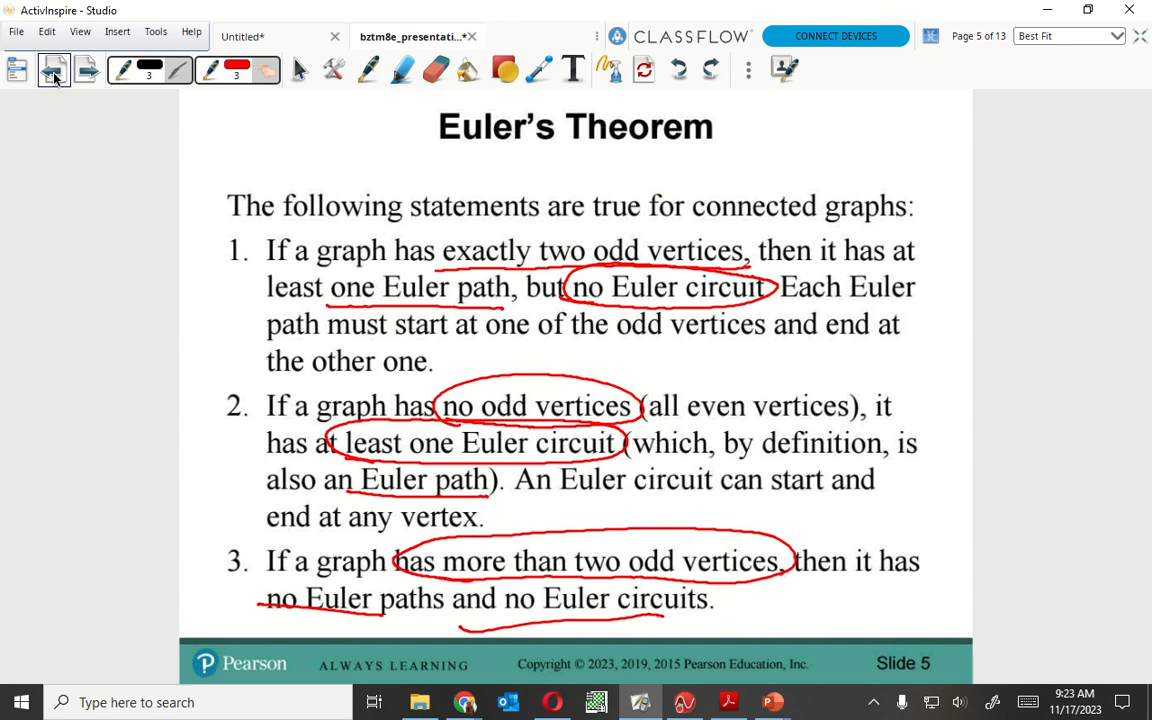 ActivInspire - Studio
File Edit View Insert Tools Help
Untitled*
bztm8e_presentati...*
CLASSFLOW
CONNECT DEVICES
Page 5 of 13
Best Fit
3
3
Euler's Theorem
The following statements are true for connected graphs:
1. If a graph has exactly two odd vertices, then it has at
least one Euler path, but no Euler circuit. Each Euler
path must start at one of the odd vertices and end at
the other one.
2. If a graph has no odd vertices (all even vertices), it
has at least one Euler circuit (which, by definition, is
also an Euler path). An Euler circuit can start and
end at any vertex.
3. If a graph has more than two odd vertices, then it has
no Euler paths and no Euler circuits.
Pearson
ALWAYS LEARNING
Copyright © 2023, 2019, 2015 Pearson Education, Inc.
Slide 5
Type here to search
9:23 AM
11/17/2023